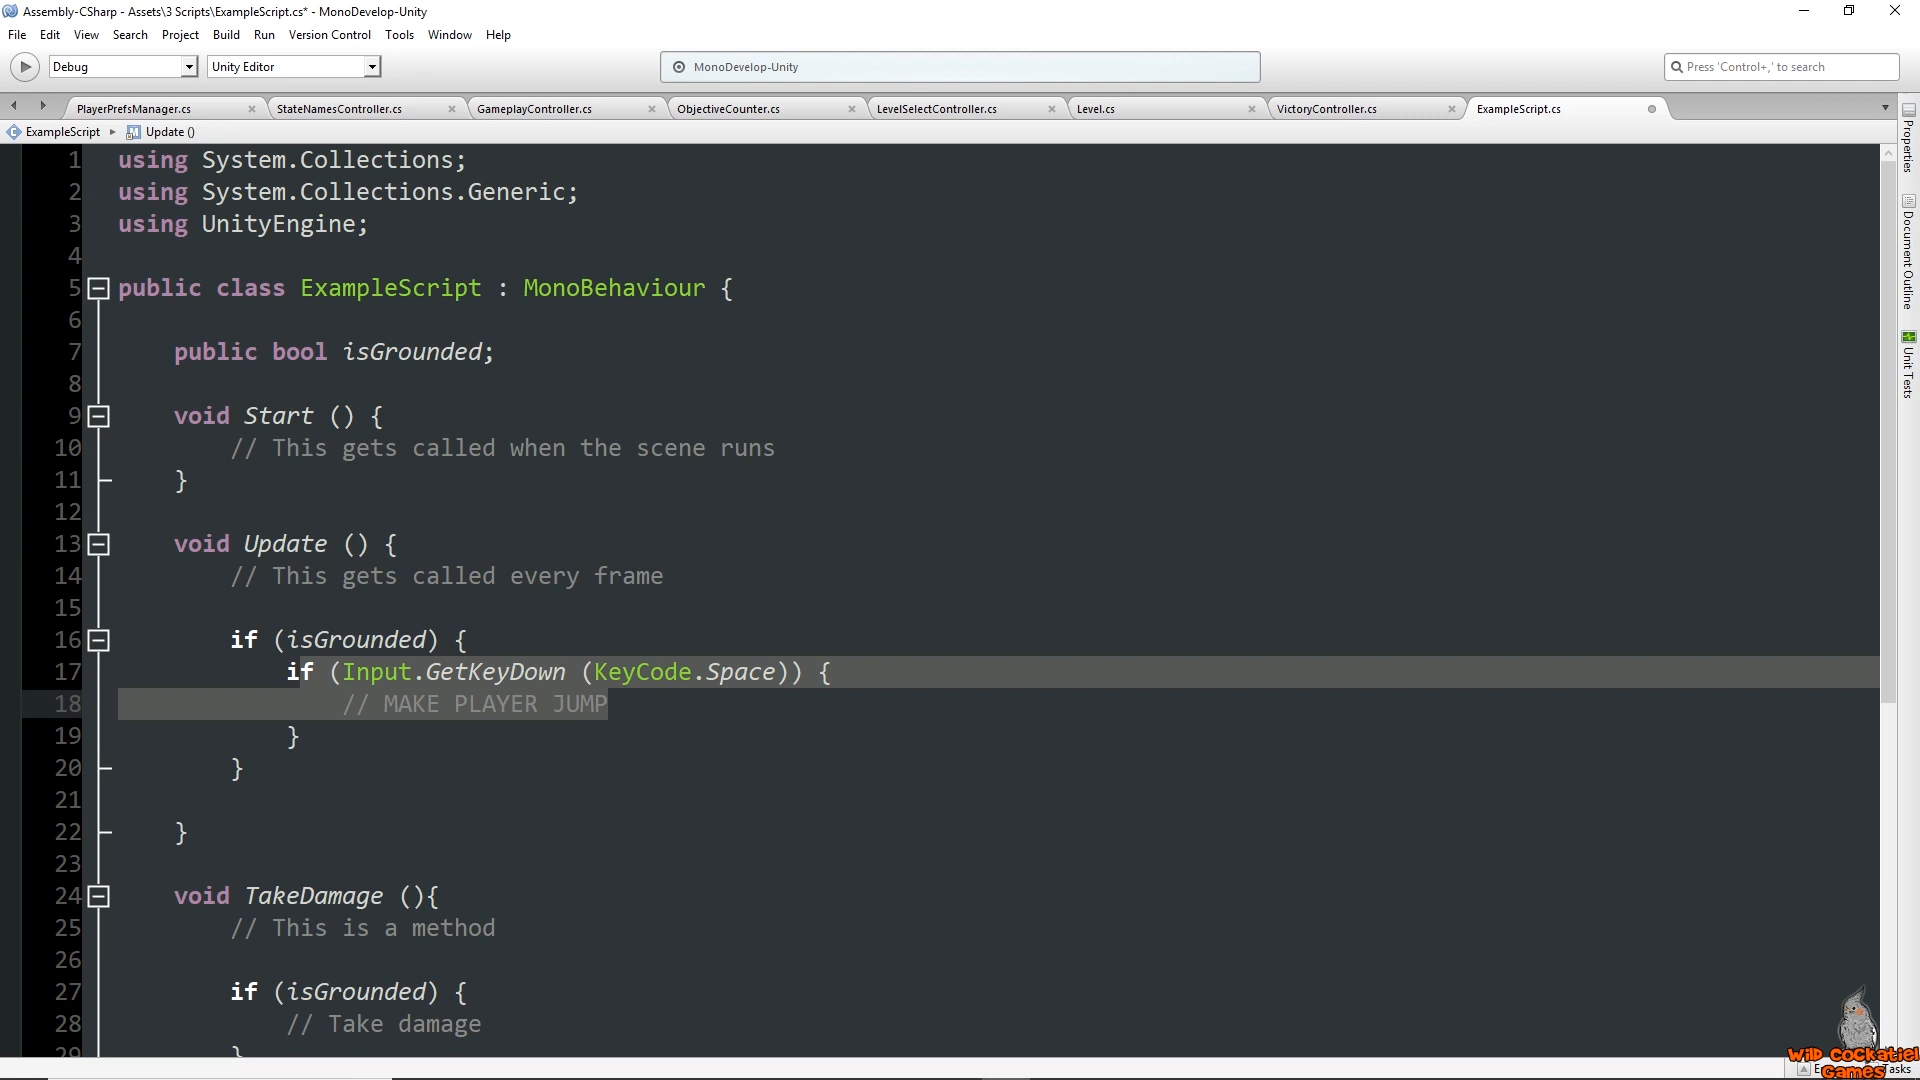 Assembly-CSharp - Assets\3 Scripts\ExampleScript.cs* - MonoDevelop-Unity
File Edit View Search Project Build Run Version Control Tools Window Help
Debug Unity Editor MonoDevelop-Unity Press 'Control+,' to search
PlayerPrefsManager.cs StateNamesController.cs GameplayController.cs ObjectiveCounter.cs LevelSelectController.cs Level.cs VictoryController.cs ExampleScript.cs
ExampleScript Update ()
1 using System.Collections;
2 using System.Collections.Generic;
3 using UnityEngine;
4
5 public class ExampleScript : MonoBehaviour {
6
7 public bool isGrounded;
8
9 void Start () {
10 // This gets called when the scene runs
11 }
12
13 void Update () {
14 // This gets called every frame
15
16 if (isGrounded) {
17 if (Input.GetKeyDown (KeyCode.Space)) {
18 // MAKE PLAYER JUMP
19 }
20 }
21
22 }
23
24 void TakeDamage (){
25 // This is a method
26
27 if (isGrounded) {
28 // Take damage
29 }
Properties
Document Outline
Unit Tests
Wild Cockatiel
Games
Tasks